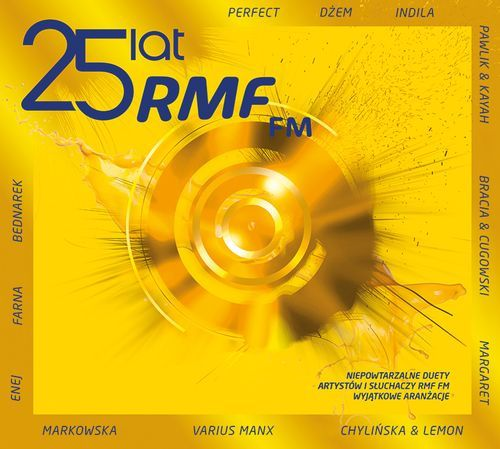 PERFECT DŻEM INDILA
25 lat
RMF
FM
PAWLIK & KAYAH
BRACIA & CUGOWSKI
MARGARET
BEDNAREK
FARNA
ENEJ
NIEPOWTARZALNE DUETY
ARTYSTÓW I SŁUCHACZY RMF FM
WYJĄTKOWE ARANŻACJE
MARKOWSKA VARIUS MANX CHYLIŃSKA & LEMON